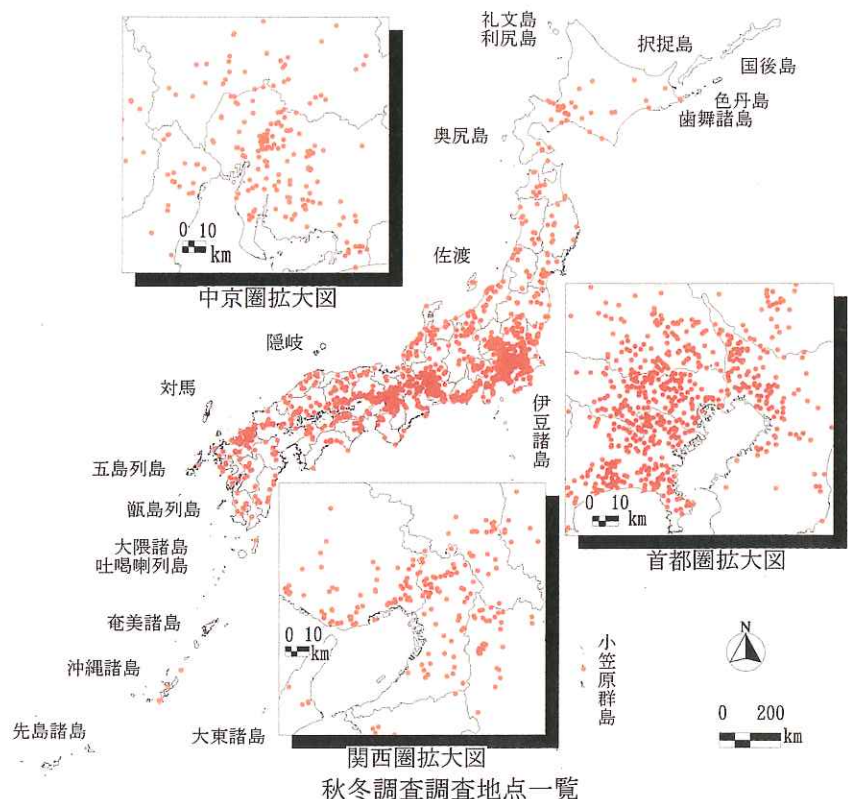 礼文島
利尻島
択捉島
国後島
色丹島
歯舞諸島
奥尻島
0 10
km
中京圏拡大図
佐渡
隠岐
対馬
伊豆諸島
五島列島
甑島列島
0 10
km
首都圏拡大図
大隈諸島
吐喝喇列島
奄美諸島
沖縄諸島
先島諸島
大東諸島
0 10
km
関西圏拡大図
小笠原群島
N
0 200
km
秋冬調査調査地点一覧